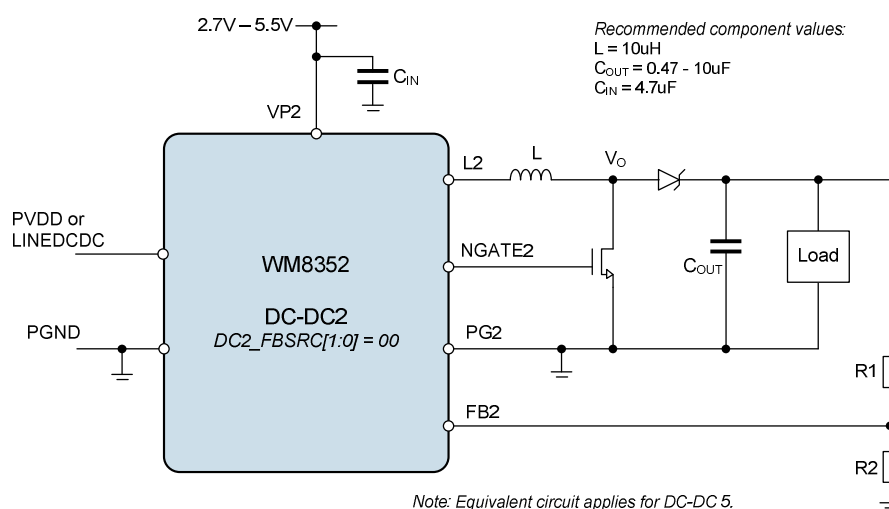 2.7V – 5.5V
Recommended component values:
L = 10uH
COUT = 0.47 - 10uF
CIN = 4.7uF
CIN
VP2
L2
L
VO
PVDD or
LINEDCDC
NGATE2
WM8352
COUT
Load
DC-DC2
DC2_FBSRC[1:0] = 00
PGND
PG2
R1
FB2
R2
Note: Equivalent circuit applies for DC-DC 5.